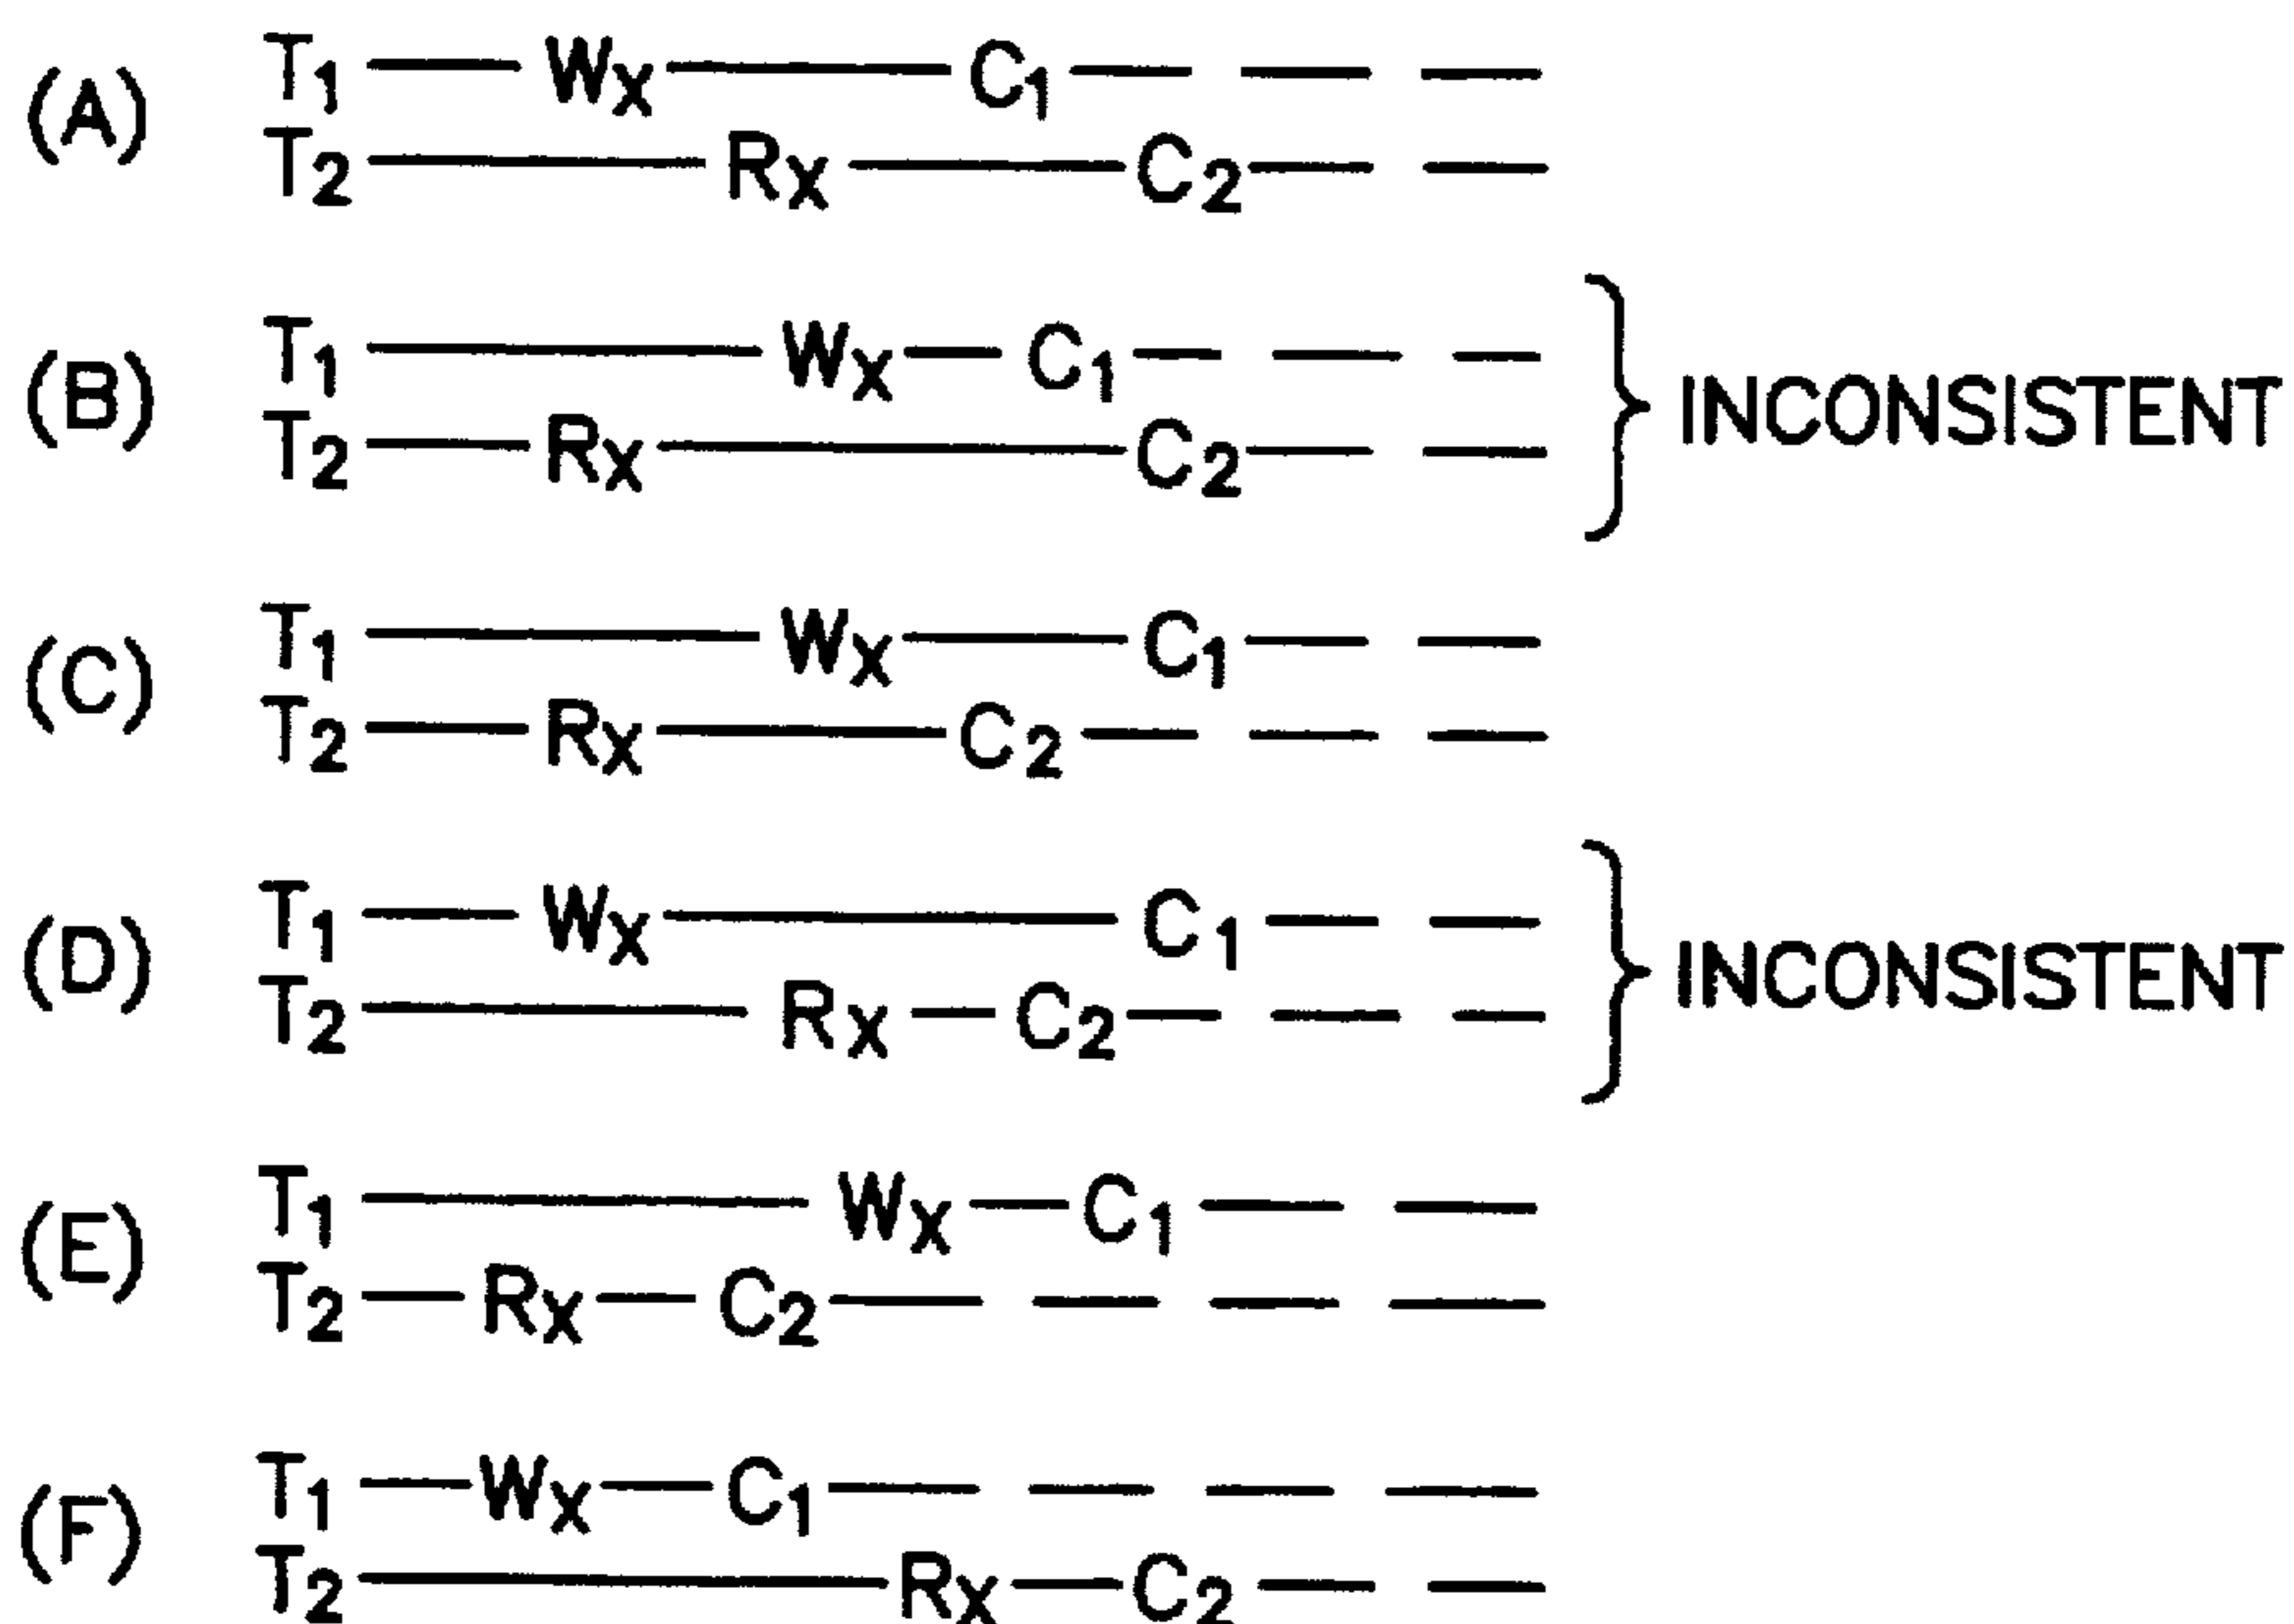 (A)
T1 Wx C1
T2 Rx C2
(B)
T1 Wx C1
T2 Rx C2
INCONSISTENT
(C)
T1 Wx C1
T2 Rx C2
(D)
T1 Wx C1
T2 Rx C2
INCONSISTENT
(E)
T1 Wx C1
T2 Rx C2
(F)
T1 Wx C1
T2 Rx C2